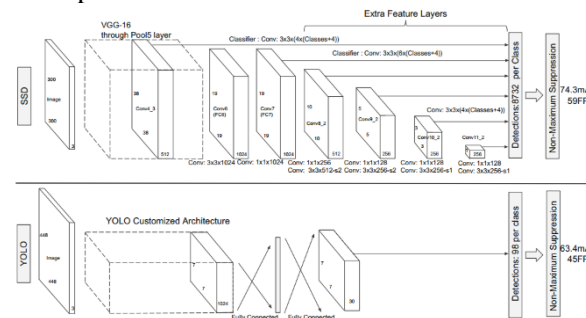 Extra Feature Layers
VGG-16
through Pool5 layer
Classifier : Conv: 3x3x(4x(Classes+4))
Classifier : Conv: 3x3x(6x(Classes+4))
SSD
300
Image
300
3
38
Conv4_3
38
512
19
Conv6
(FC6)
19
1024
19
Conv7
(FC7)
19
1024
10
Conv8_2
10
512
5
Conv9_2
5
256
Conv: 3x3x(4x(Classes+4))
3
Conv10_2
3
256
Conv11_2
256
Detections:8732 per Class
Non-Maximum Suppression
74.3m
59F
Conv: 3x3x1024
Conv: 1x1x1024
Conv: 1x1x256
Conv: 3x3x512-s2
Conv: 1x1x128
Conv: 3x3x256-s2
Conv: 1x1x128
Conv: 3x3x256-s1
Conv: 1x1x128
Conv: 3x3x256-s1
YOLO
YOLO Customized Architecture
448
Image
448
3
7
7
1024
7
7
30
Fully Connected
Fully Connected
Detections: 98 per class
Non-Maximum Suppression
63.4m
45F